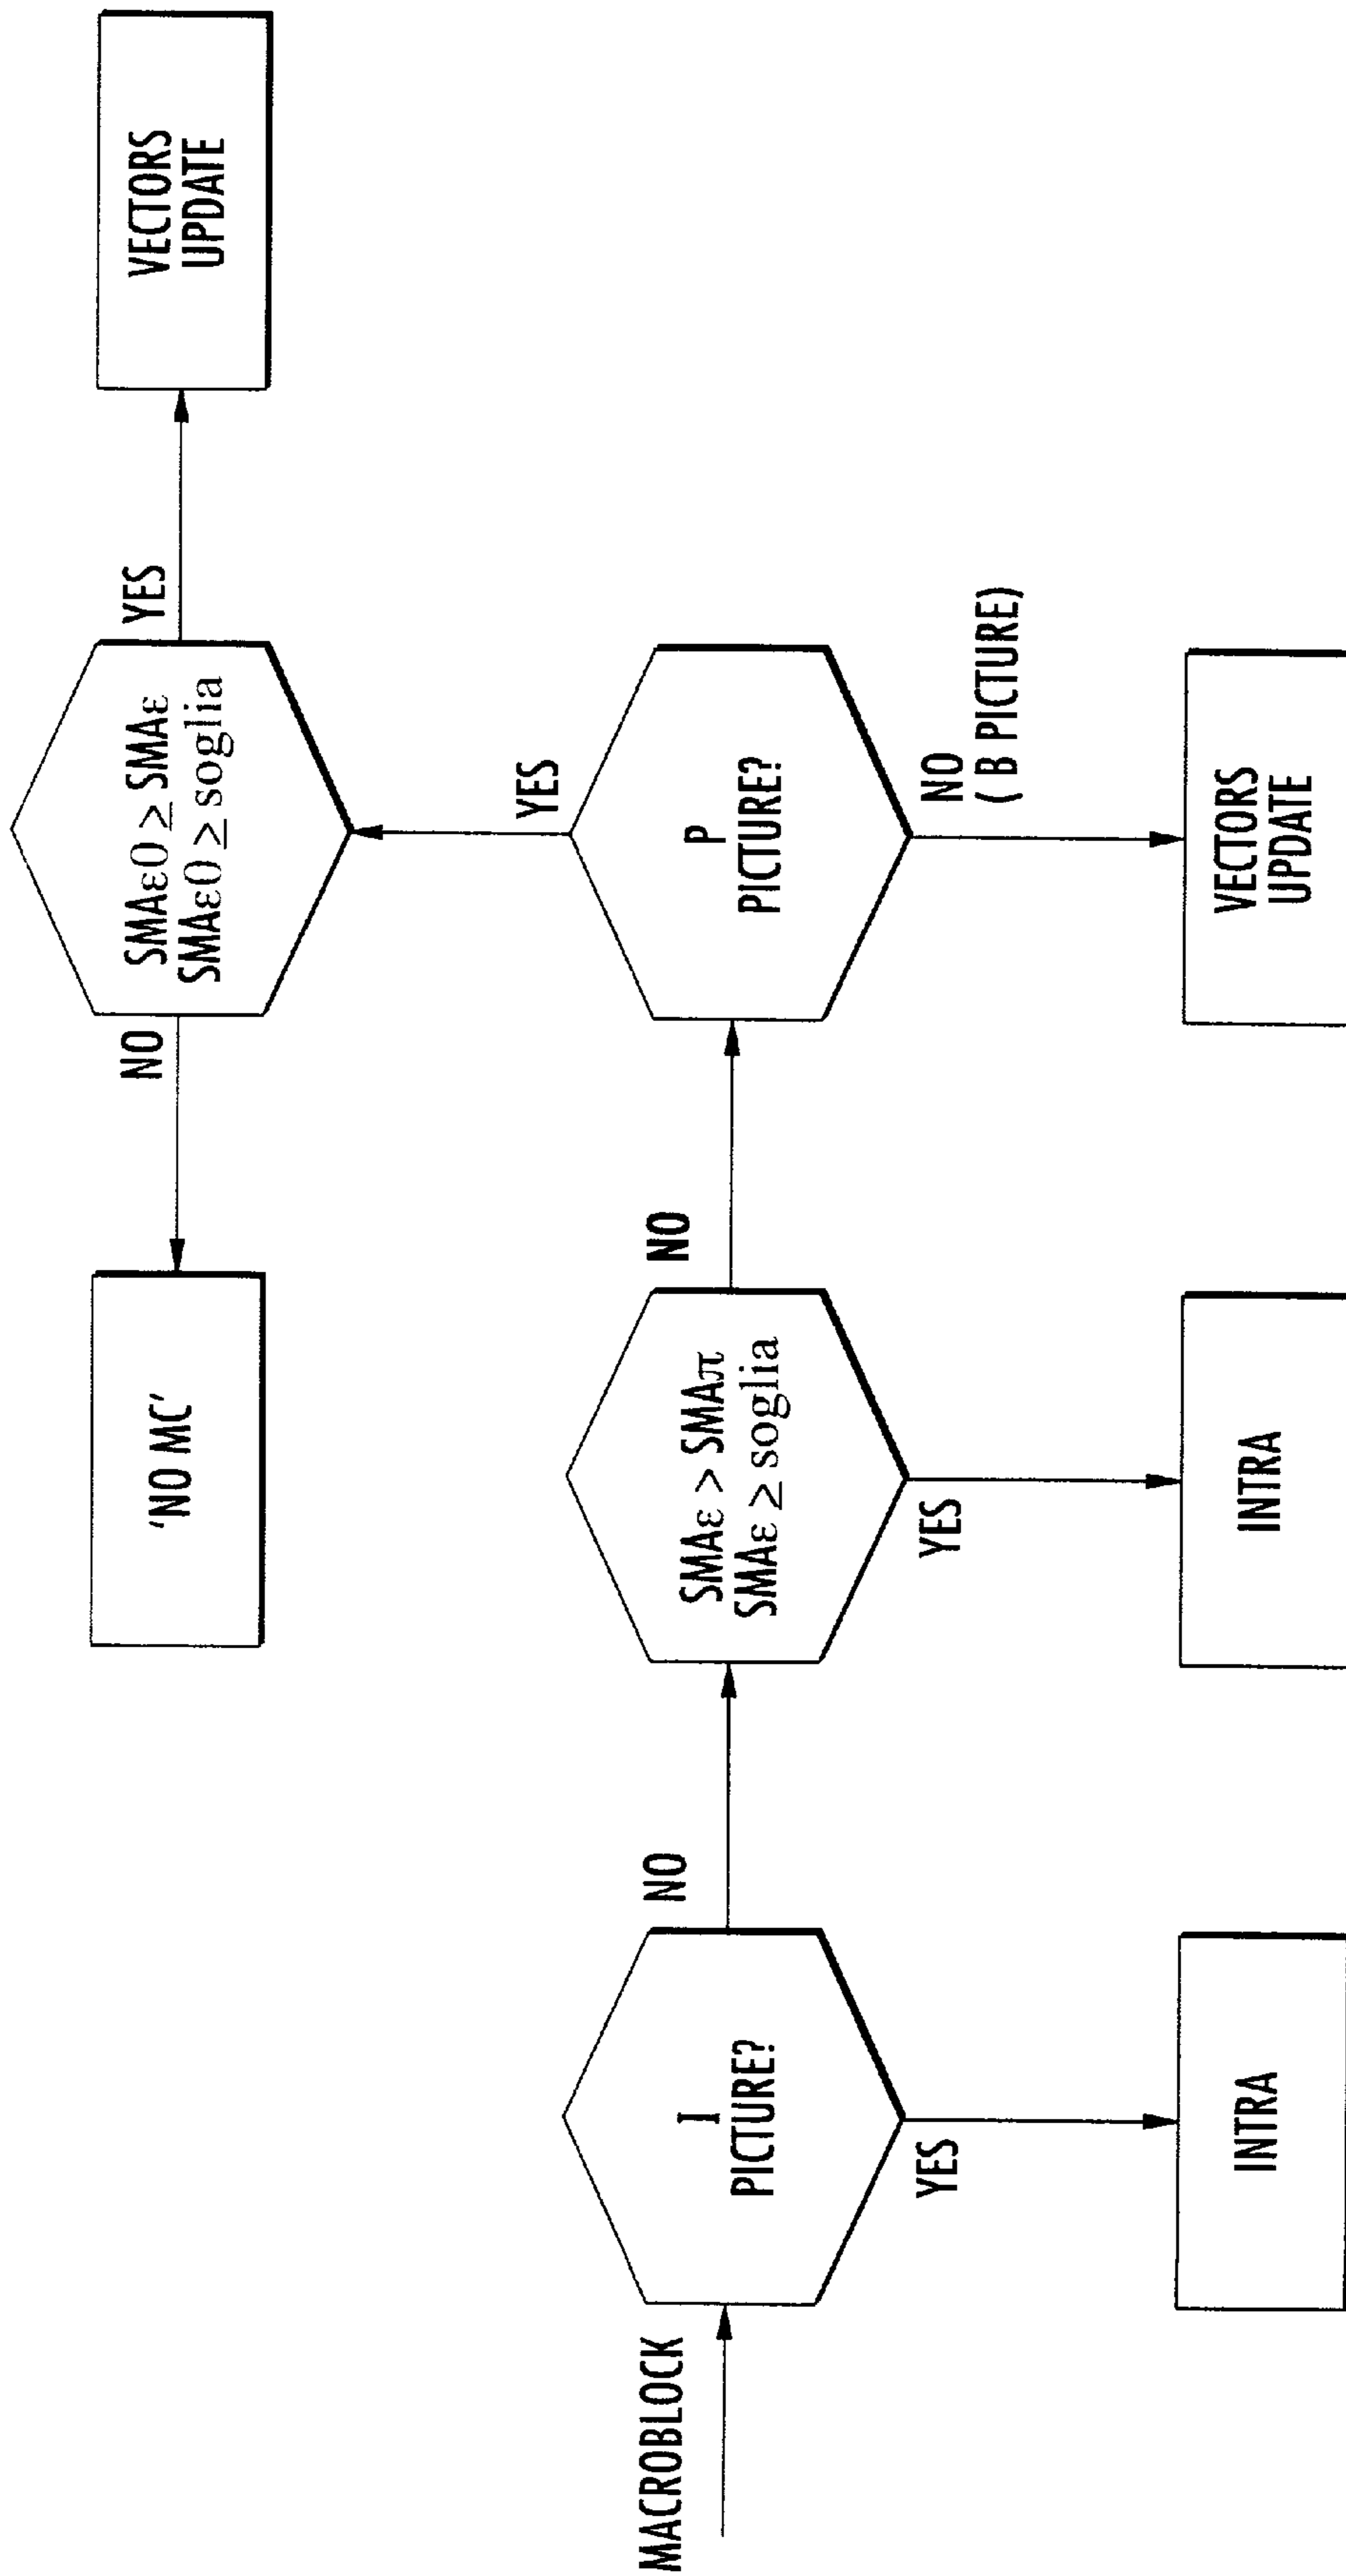 'NO MC'
NO
SMAε0 ≥ SMAε
SMAε0 ≥ soglia
YES
VECTORS
UPDATE
YES
MACROBLOCK
I
PICTURE?
NO
SMAε > SMAπ
SMAε ≥ soglia
NO
P
PICTURE?
YES
YES
NO
( B PICTURE)
INTRA
INTRA
VECTORS
UPDATE